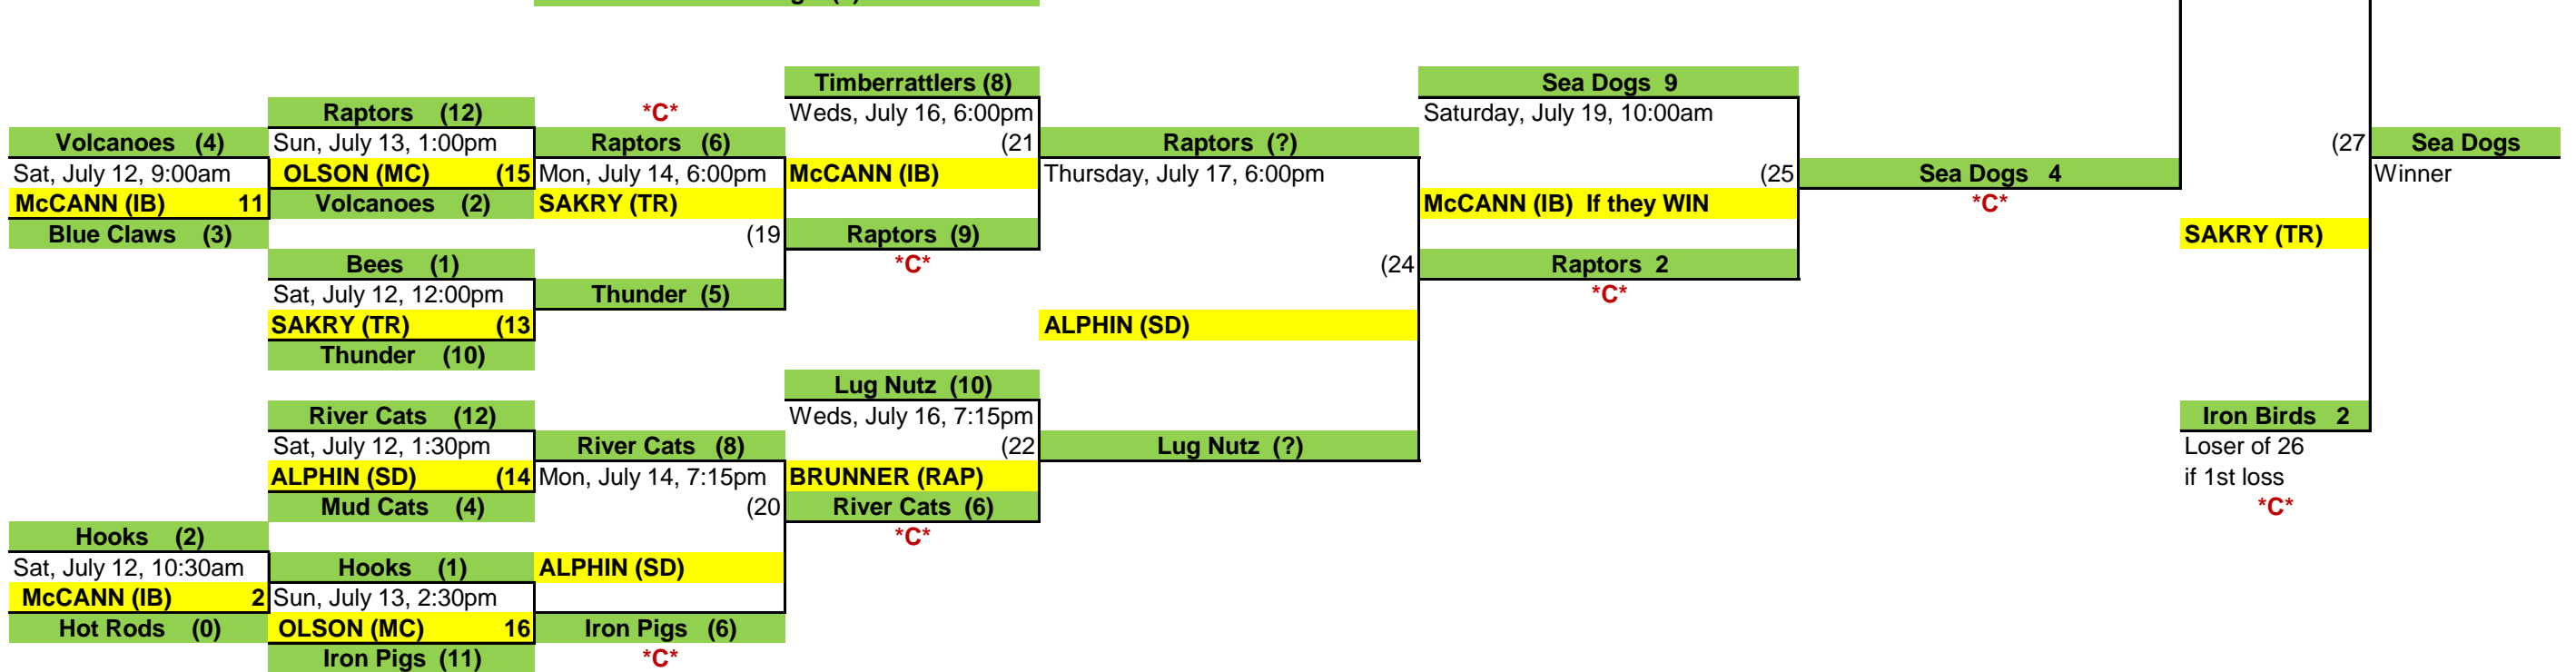 Timberrattlers (8)
Sea Dogs 9
Raptors (12)
*C*
Weds, July 16, 6:00pm
Saturday, July 19, 10:00am
Volcanoes (4)
Sun, July 13, 1:00pm
Raptors (6)
(21
Raptors (?)
(27
Sea Dogs
Sat, July 12, 9:00am
OLSON (MC) (15
Mon, July 14, 6:00pm
McCANN (IB)
Thursday, July 17, 6:00pm
(25
Sea Dogs 4
Winner
McCANN (IB) 11
Volcanoes (2)
SAKRY (TR)
McCANN (IB) If they WIN
*C*
Blue Claws (3)
(19
Raptors (9)
SAKRY (TR)
Bees (1)
*C*
(24
Raptors 2
Sat, July 12, 12:00pm
Thunder (5)
*C*
SAKRY (TR) (13
ALPHIN (SD)
Thunder (10)
Lug Nutz (10)
River Cats (12)
Weds, July 16, 7:15pm
Iron Birds 2
Sat, July 12, 1:30pm
River Cats (8)
(22
Lug Nutz (?)
Loser of 26
ALPHIN (SD) (14
Mon, July 14, 7:15pm
BRUNNER (RAP)
if 1st loss
Mud Cats (4)
(20
River Cats (6)
*C*
Hooks (2)
*C*
Sat, July 12, 10:30am
Hooks (1)
ALPHIN (SD)
McCANN (IB) 2
Sun, July 13, 2:30pm
Hot Rods (0)
OLSON (MC) 16
Iron Pigs (6)
Iron Pigs (11)
*C*